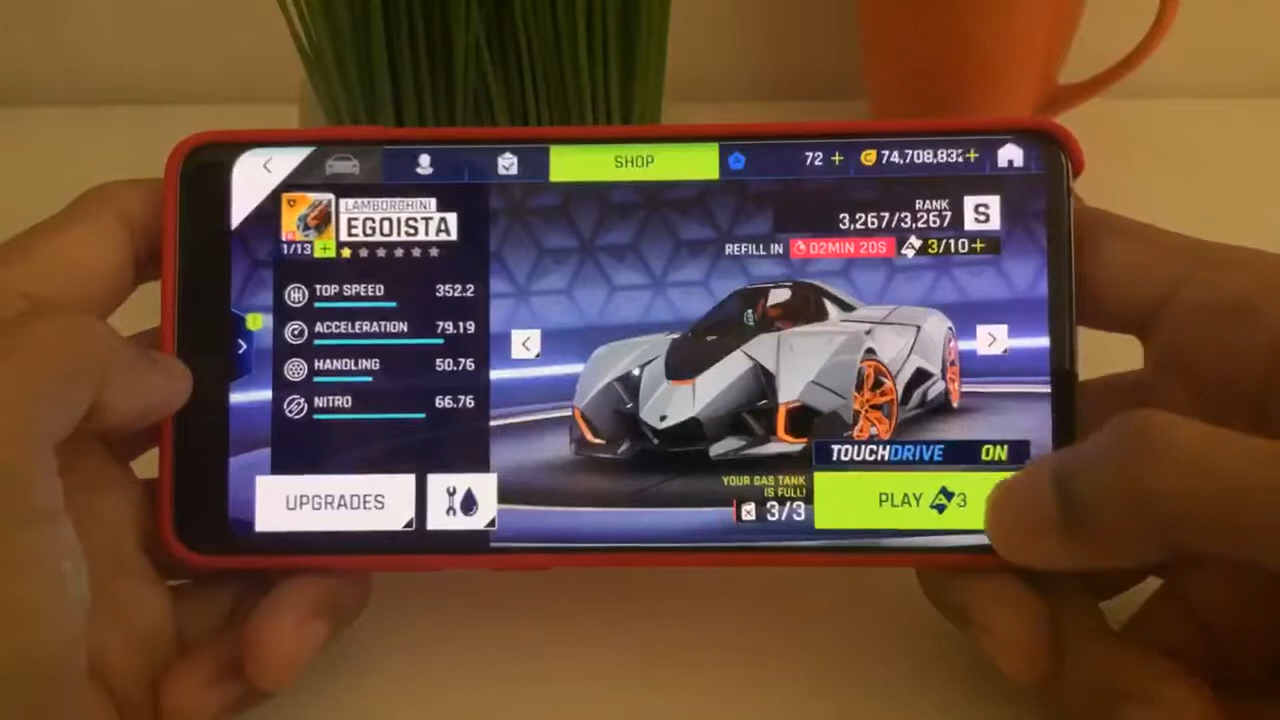 SHOP
72 +
74,708,83
LAMBORGHINI
EGOISTA
1/13 +
RANK
3,267/3,267 S
REFILL IN 02MIN 20S 3/10+
TOP SPEED 352.2
ACCELERATION 79.19
HANDLING 50.76
NITRO 66.76
TOUCHDRIVE ON
YOUR GAS TANK
IS FULL!
3/3
PLAY 3
UPGRADES